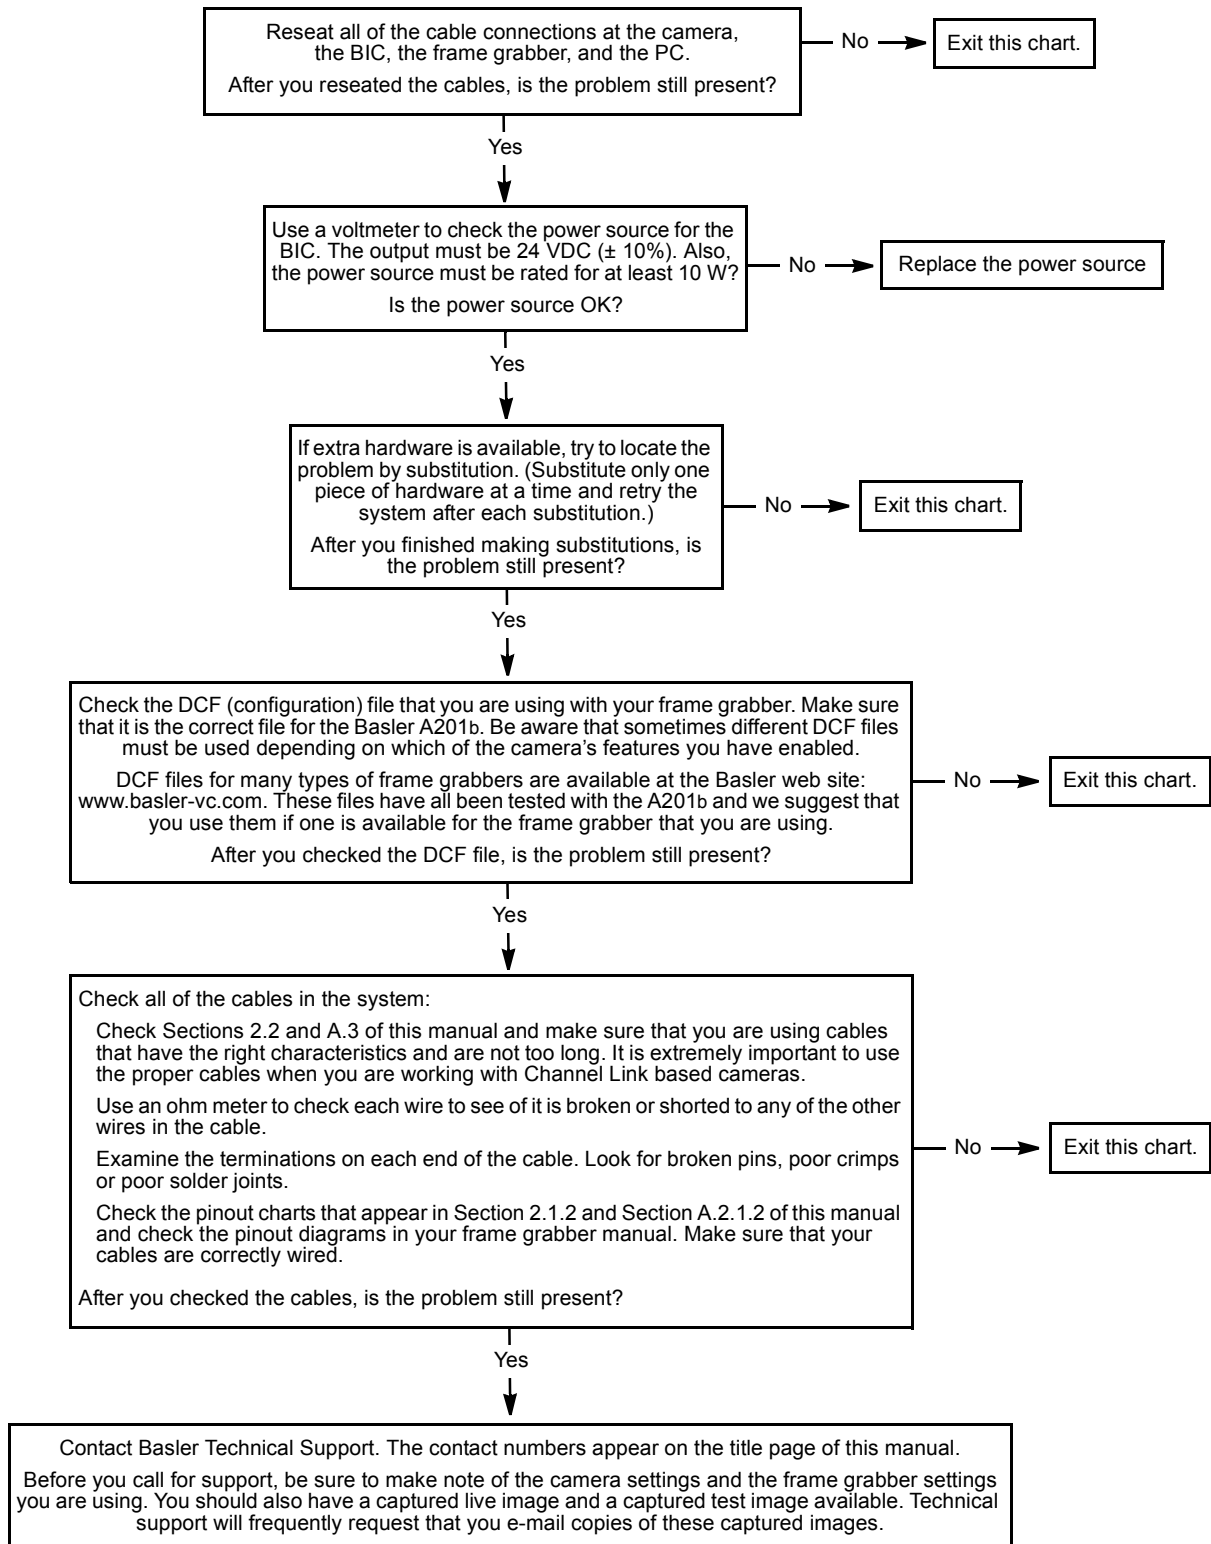 Reseat all of the cable connections at the camera,
the BIC, the frame grabber, and the PC.
After you reseated the cables, is the problem still present?
No
Exit this chart.
Yes
Use a voltmeter to check the power source for the
BIC. The output must be 24 VDC (± 10%). Also,
the power source must be rated for at least 10 W?
Is the power source OK?
No
Replace the power source
Yes
If extra hardware is available, try to locate the
problem by substitution. (Substitute only one
piece of hardware at a time and retry the
system after each substitution.)
After you finished making substitutions, is
the problem still present?
No
Exit this chart.
Yes
Check the DCF (configuration) file that you are using with your frame grabber. Make sure
that it is the correct file for the Basler A201b. Be aware that sometimes different DCF files
must be used depending on which of the camera’s features you have enabled.
DCF files for many types of frame grabbers are available at the Basler web site:
www.basler-vc.com. These files have all been tested with the A201b and we suggest that
you use them if one is available for the frame grabber that you are using.
After you checked the DCF file, is the problem still present?
No
Exit this chart.
Yes
Check all of the cables in the system:
Check Sections 2.2 and A.3 of this manual and make sure that you are using cables
that have the right characteristics and are not too long. It is extremely important to use
the proper cables when you are working with Channel Link based cameras.
Use an ohm meter to check each wire to see of it is broken or shorted to any of the other
wires in the cable.
Examine the terminations on each end of the cable. Look for broken pins, poor crimps
or poor solder joints.
Check the pinout charts that appear in Section 2.1.2 and Section A.2.1.2 of this manual
and check the pinout diagrams in your frame grabber manual. Make sure that your
cables are correctly wired.
After you checked the cables, is the problem still present?
No
Exit this chart.
Yes
Contact Basler Technical Support. The contact numbers appear on the title page of this manual.
Before you call for support, be sure to make note of the camera settings and the frame grabber settings
you are using. You should also have a captured live image and a captured test image available. Technical
support will frequently request that you e-mail copies of these captured images.